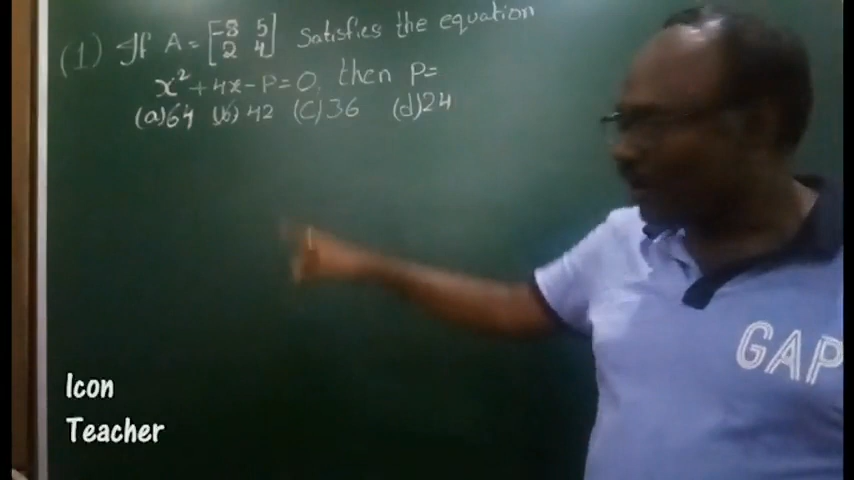 (1) If A = [-8 5
2 4] Satisfies the equation
x² + 4x - P = 0, then P=
(a) 64 (b) 42 (c) 36 (d) 24
GAP
Icon
Teacher